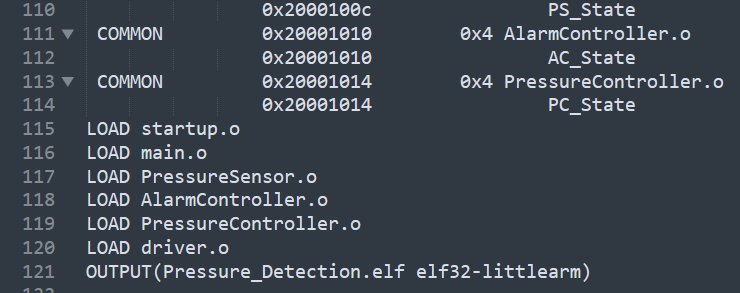 110 0x2000100c PS_State
111 COMMON 0x20001010 0x4 AlarmController.o
112 0x20001010 AC_State
113 COMMON 0x20001014 0x4 PressureController.o
114 0x20001014 PC_State
115 LOAD startup.o
116 LOAD main.o
117 LOAD PressureSensor.o
118 LOAD AlarmController.o
119 LOAD PressureController.o
120 LOAD driver.o
121 OUTPUT(Pressure_Detection.elf elf32-littlearm)